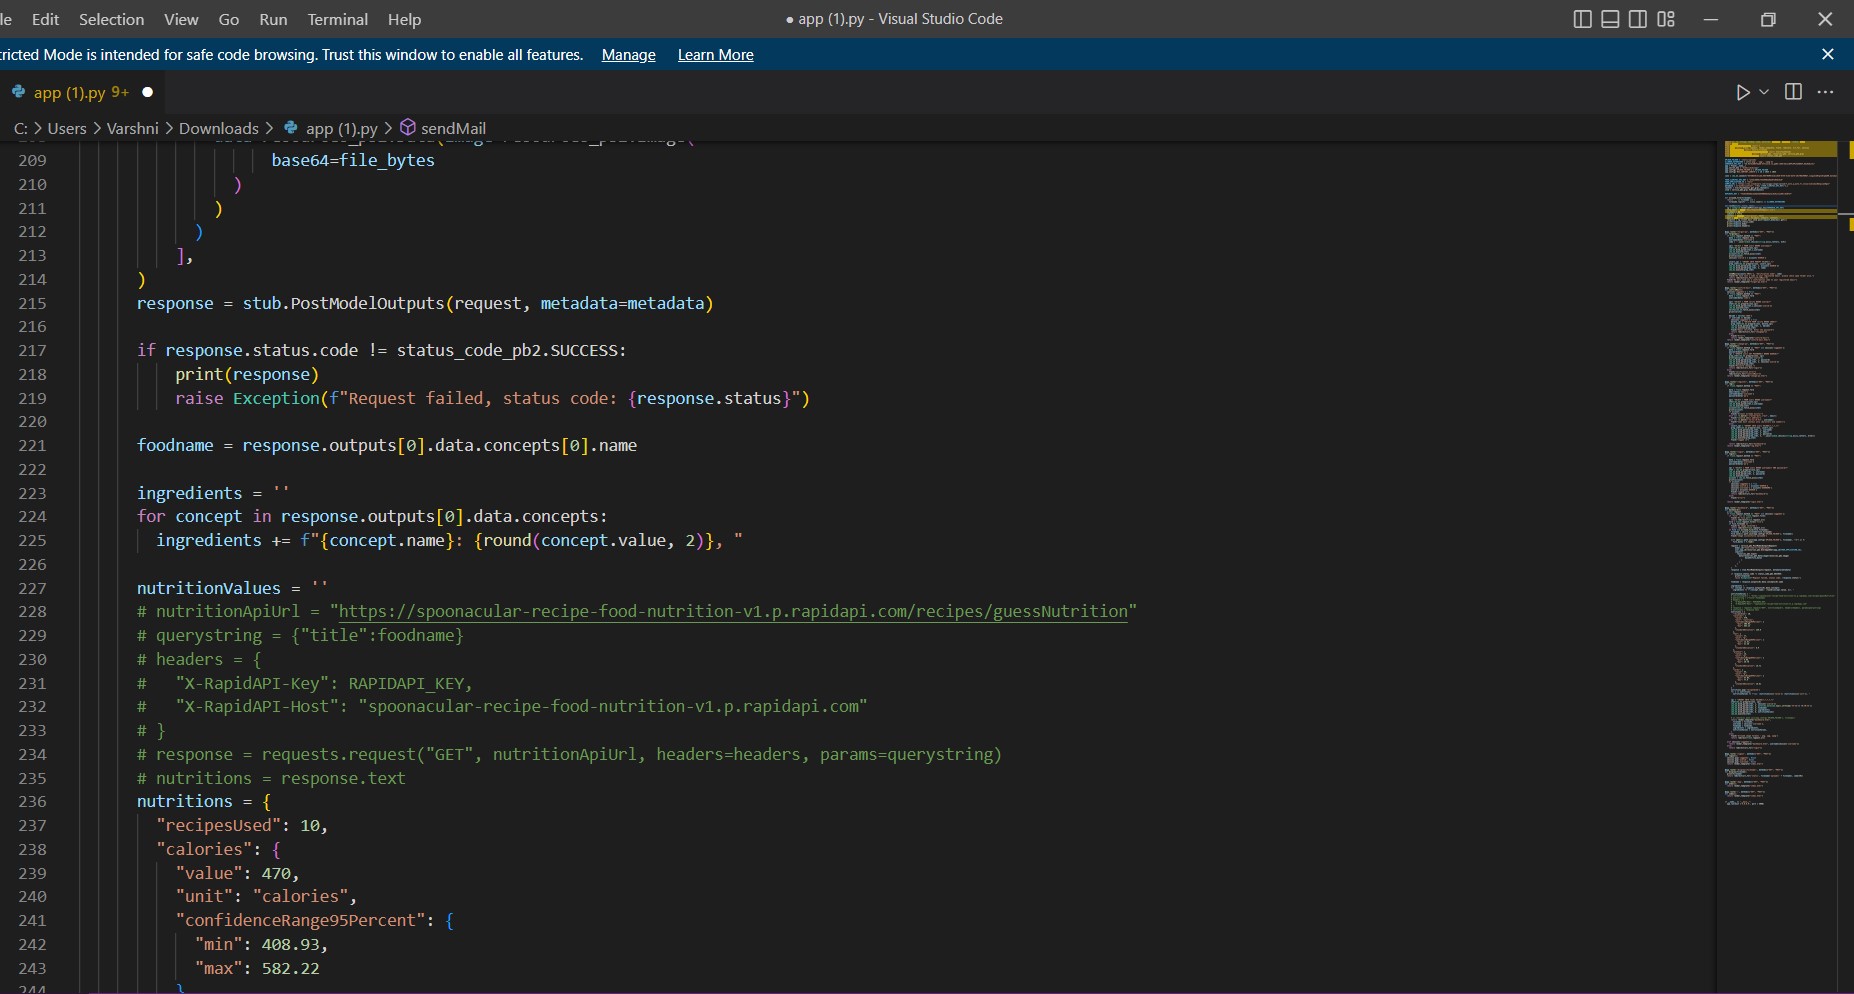 le Edit Selection View Go Run Terminal Help ● app (1).py - Visual Studio Code
tricted Mode is intended for safe code browsing. Trust this window to enable all features. Manage Learn More
app (1).py 9+ ●
C: > Users > Varshni > Downloads > app (1).py > sendMail
209 base64=file_bytes
210 )
211 )
212 )
213 ],
214 )
215 response = stub.PostModelOutputs(request, metadata=metadata)
216
217 if response.status.code != status_code_pb2.SUCCESS:
218 print(response)
219 raise Exception(f"Request failed, status code: {response.status}")
220
221 foodname = response.outputs[0].data.concepts[0].name
222
223 ingredients = ''
224 for concept in response.outputs[0].data.concepts:
225 ingredients += f"{concept.name}: {round(concept.value, 2)}, "
226
227 nutritionValues = ''
228 # nutritionApiUrl = "https://spoonacular-recipe-food-nutrition-v1.p.rapidapi.com/recipes/guessNutrition"
229 # querystring = {"title":foodname}
230 # headers = {
231 #   "X-RapidAPI-Key": RAPIDAPI_KEY,
232 #   "X-RapidAPI-Host": "spoonacular-recipe-food-nutrition-v1.p.rapidapi.com"
233 # }
234 # response = requests.request("GET", nutritionApiUrl, headers=headers, params=querystring)
235 # nutritions = response.text
236 nutritions = {
237 "recipesUsed": 10,
238 "calories": {
239 "value": 470,
240 "unit": "calories",
241 "confidenceRange95Percent": {
242 "min": 408.93,
243 "max": 582.22
244 }